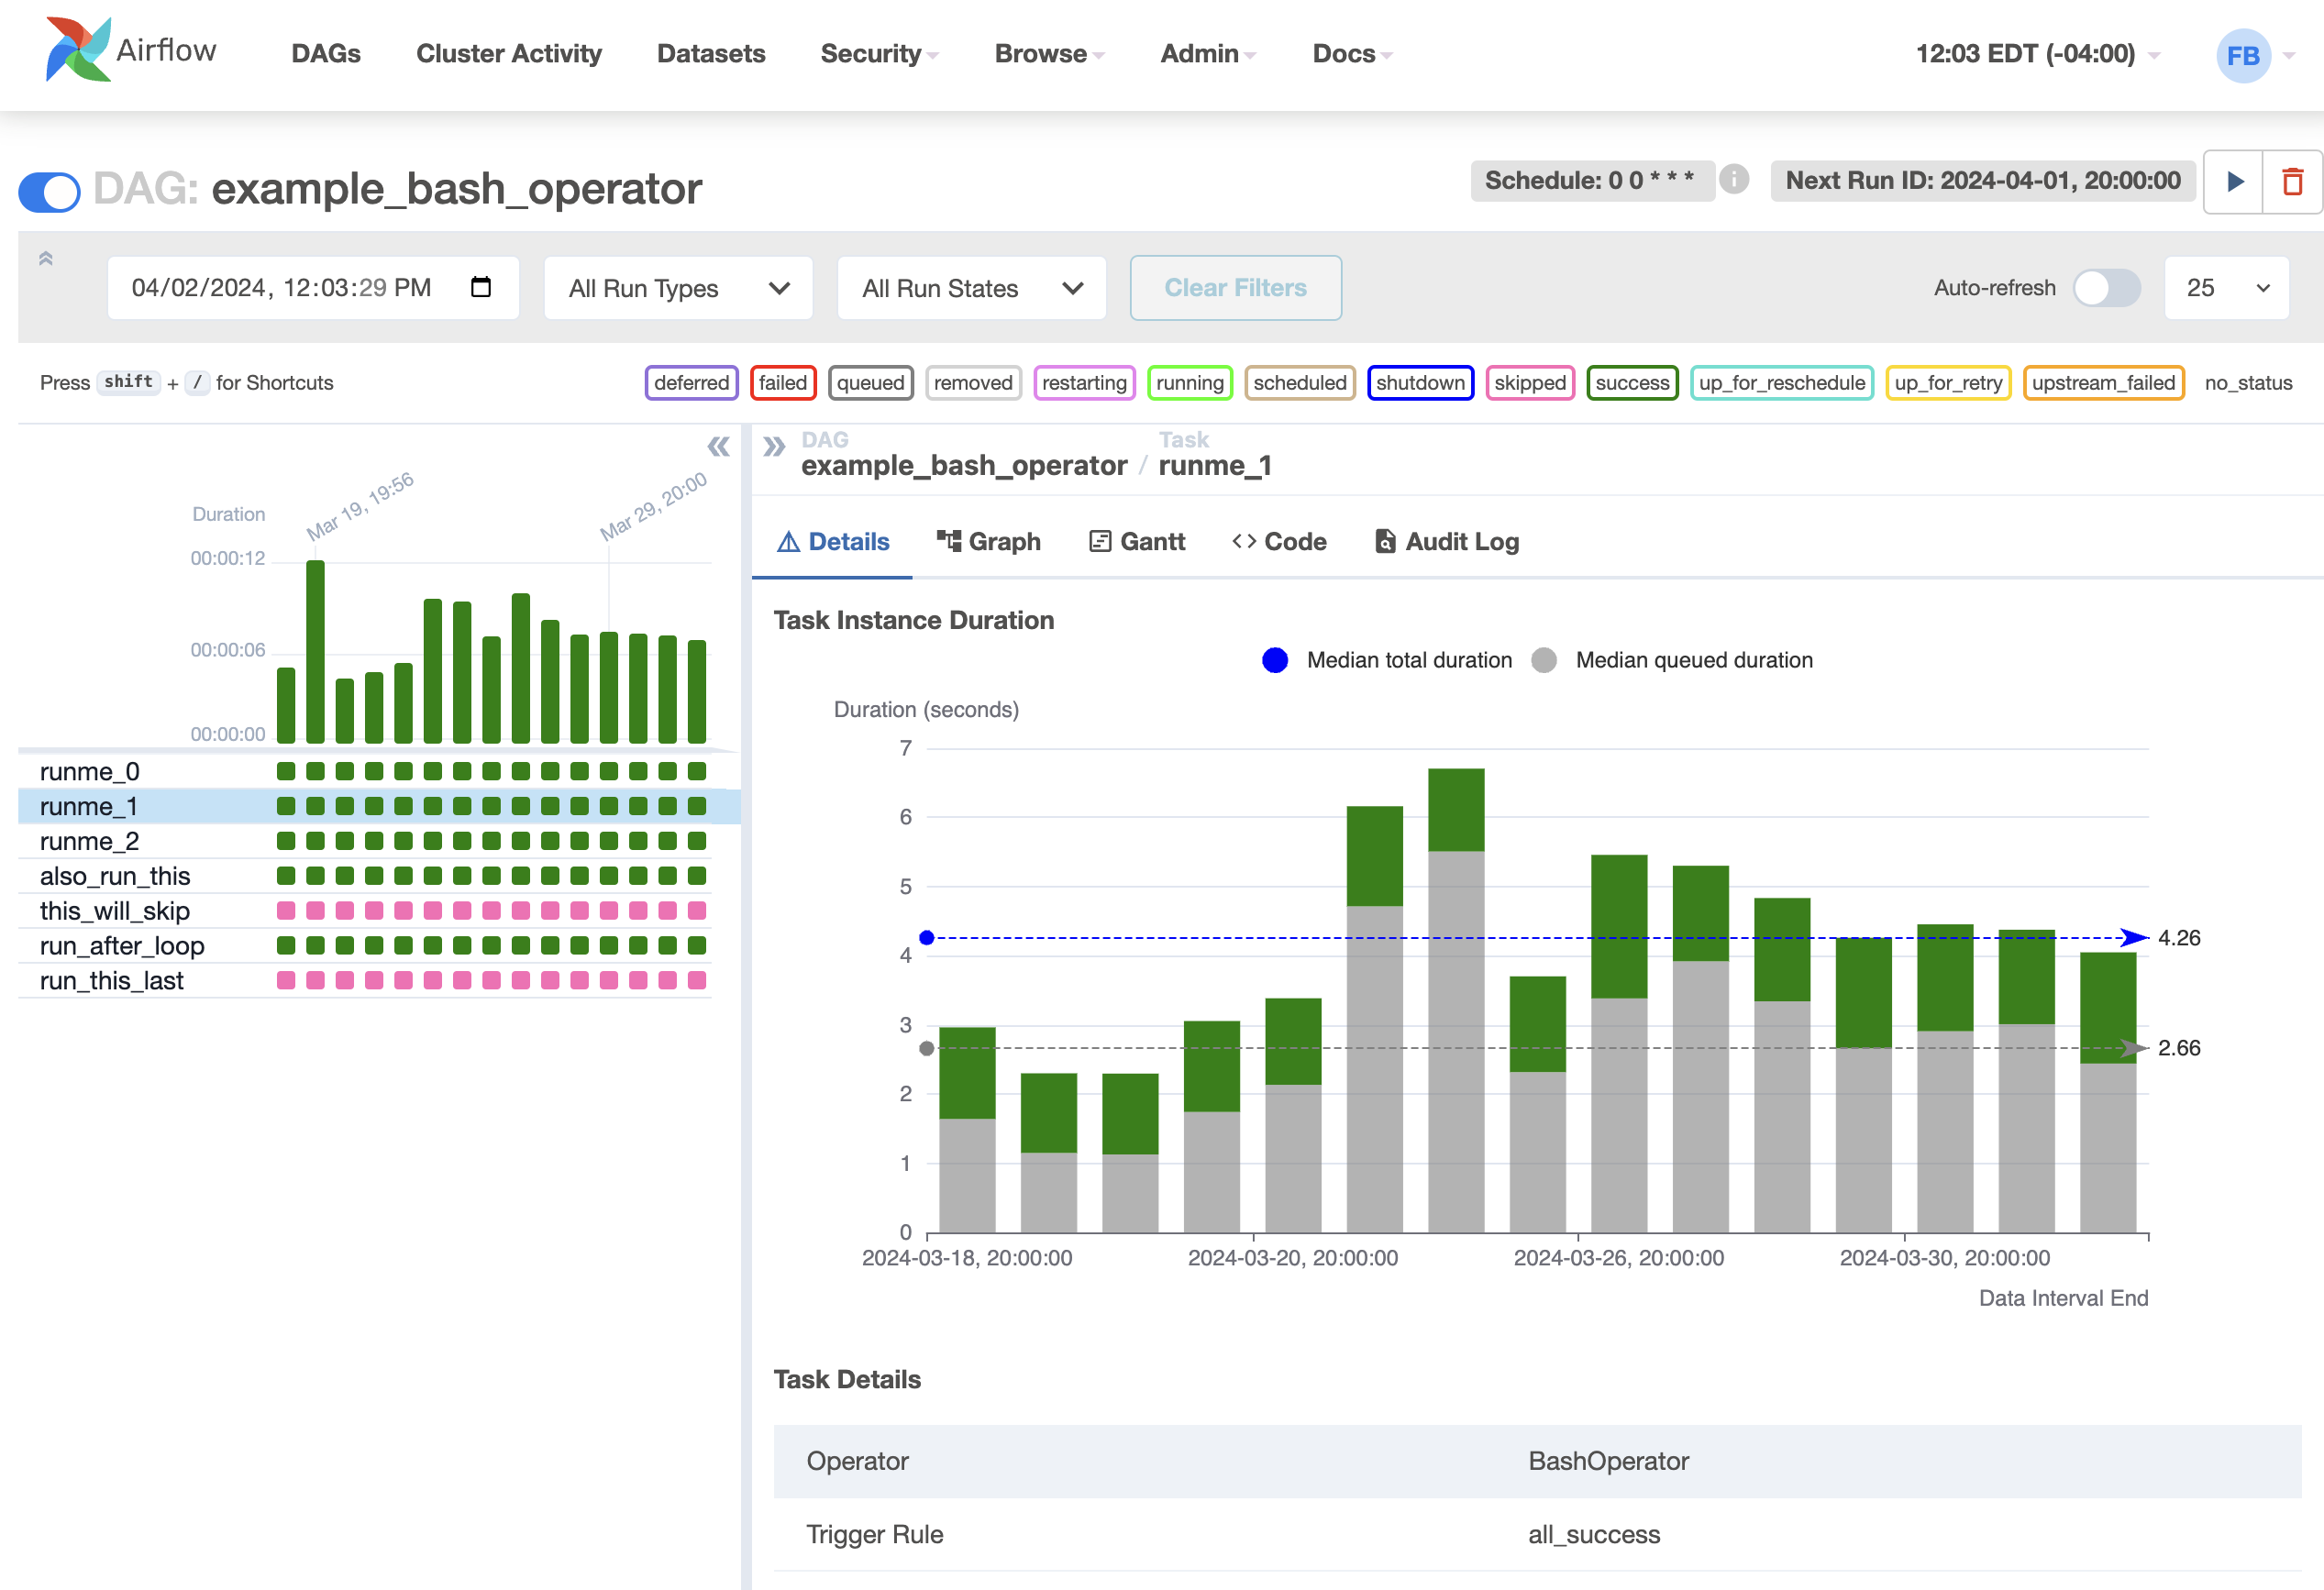 Airflow DAGs Cluster Activity Datasets Security Browse Admin Docs 12:03 EDT (-04:00) FB
DAG: example_bash_operator Schedule: 0 0 * * * i Next Run ID: 2024-04-01, 20:00:00
04/02/2024, 12:03:29 PM All Run Types All Run States Clear Filters Auto-refresh 25
Press shift + / for Shortcuts deferred failed queued removed restarting running scheduled shutdown skipped success up_for_reschedule up_for_retry upstream_failed no_status
Duration
Mar 19, 19:56
Mar 29, 20:00
00:00:12
00:00:06
00:00:00
runme_0
runme_1
runme_2
also_run_this
this_will_skip
run_after_loop
run_this_last
DAG Task
example_bash_operator / runme_1
Details Graph Gantt Code Audit Log
Task Instance Duration
Median total duration Median queued duration
Duration (seconds)
7
6
5
4.26
4
3
2.66
2
1
0
2024-03-18, 20:00:00 2024-03-20, 20:00:00 2024-03-26, 20:00:00 2024-03-30, 20:00:00
Data Interval End
Task Details
Operator BashOperator
Trigger Rule all_success